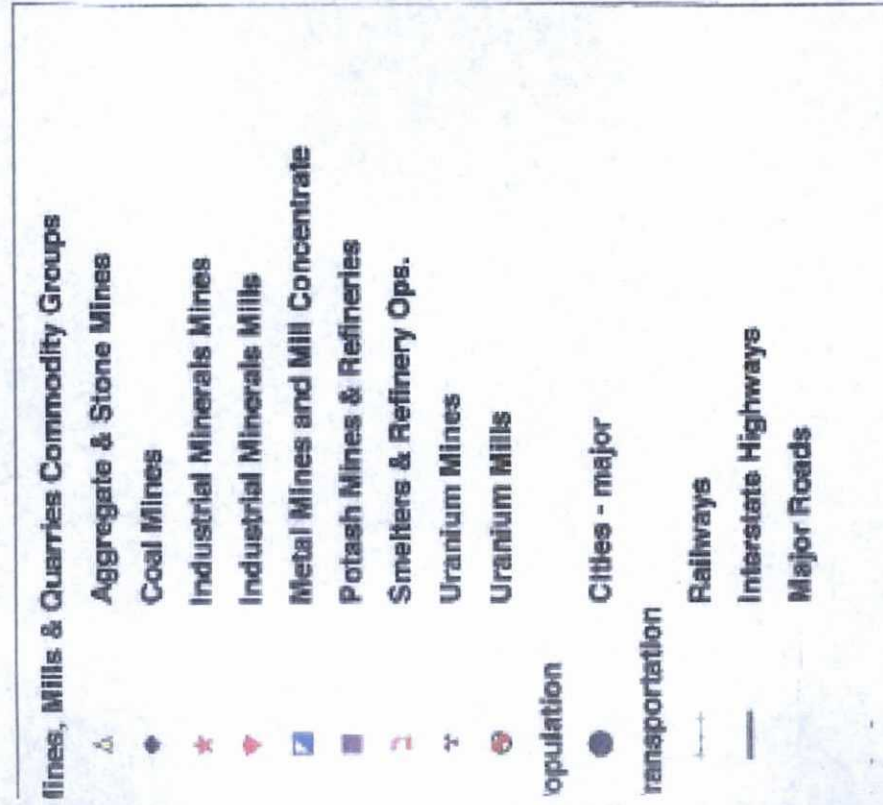 lines, Mills & Quarries Commodity Groups
Aggregate & Stone Mines
Coal Mines
Industrial Minerals Mines
Industrial Minerals Mills
Metal Mines and Mill Concentrate
Potash Mines & Refineries
Smelters & Refinery Ops.
Uranium Mines
Uranium Mills
opulation
Cities - major
ransportation
Railways
Interstate Highways
Major Roads